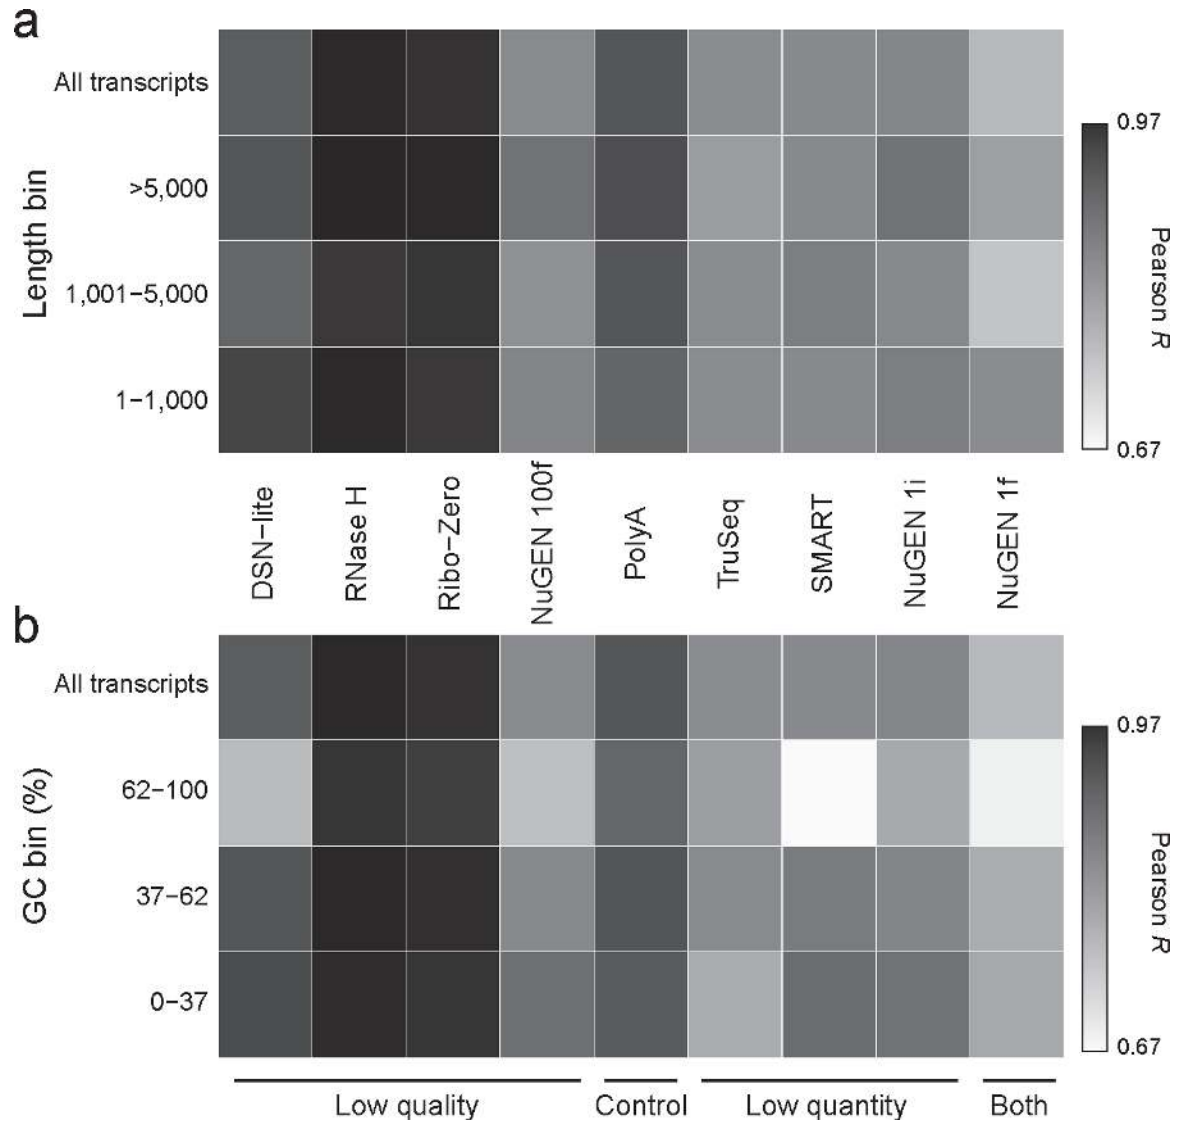 a
All transcripts
>5,000
1,001–5,000
1–1,000
Length bin
0.97
0.67
Pearson R
DSN–lite
RNase H
Ribo–Zero
NuGEN 100f
PolyA
TruSeq
SMART
NuGEN 1i
NuGEN 1f
b
All transcripts
62–100
37–62
0–37
GC bin (%)
0.97
0.67
Pearson R
Low quality
Control
Low quantity
Both